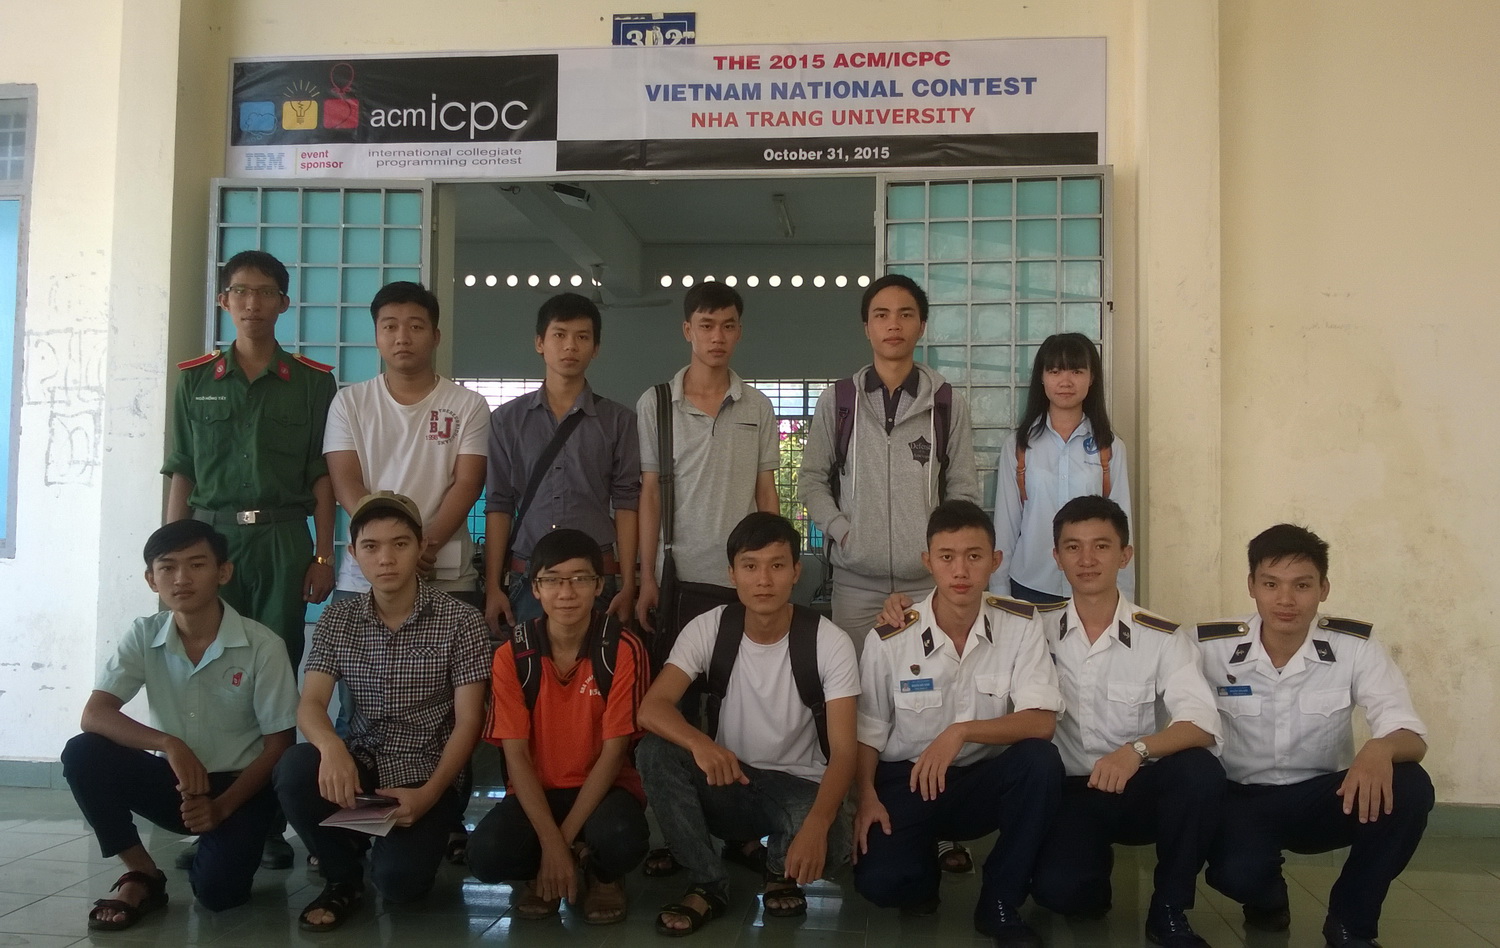 302
THE 2015 ACM/ICPC
VIETNAM NATIONAL CONTEST
NHA TRANG UNIVERSITY
October 31, 2015
acm icpc
IBM
event
sponsor
international collegiate
programming contest
R
B J